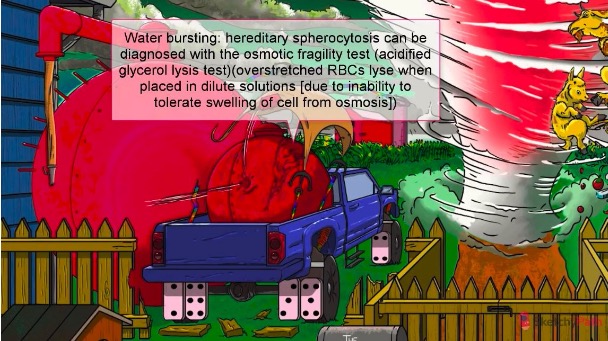 Water bursting: hereditary spherocytosis can be
diagnosed with the osmotic fragility test (acidified
glycerol lysis test)(overstretched RBCs lyse when
placed in dilute solutions [due to inability to
tolerate swelling of cell from osmosis])
sketchy